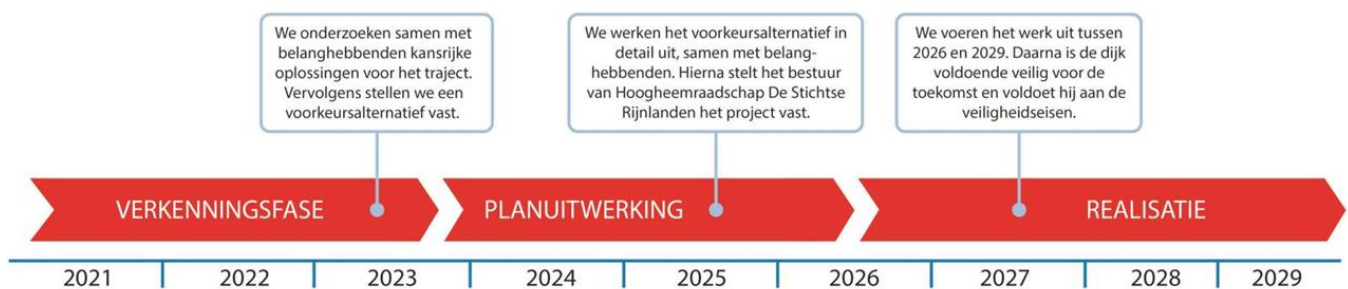 We onderzoeken samen met
belanghebbenden kansrijke
oplossingen voor het traject.
Vervolgens stellen we een
voorkeursalternatief vast.
We werken het voorkeursalternatief in
detail uit, samen met belang-
hebbenden. Hierna stelt het bestuur
van Hoogheemraadschap De Stichtse
Rijnlanden het project vast.
We voeren het werk uit tussen
2026 en 2029. Daarna is de dijk
voldoende veilig voor de
toekomst en voldoet hij aan de
veiligheidseisen.
VERKENNINGSFASE
PLANUITWERKING
REALISATIE
2021
2022
2023
2024
2025
2026
2027
2028
2029